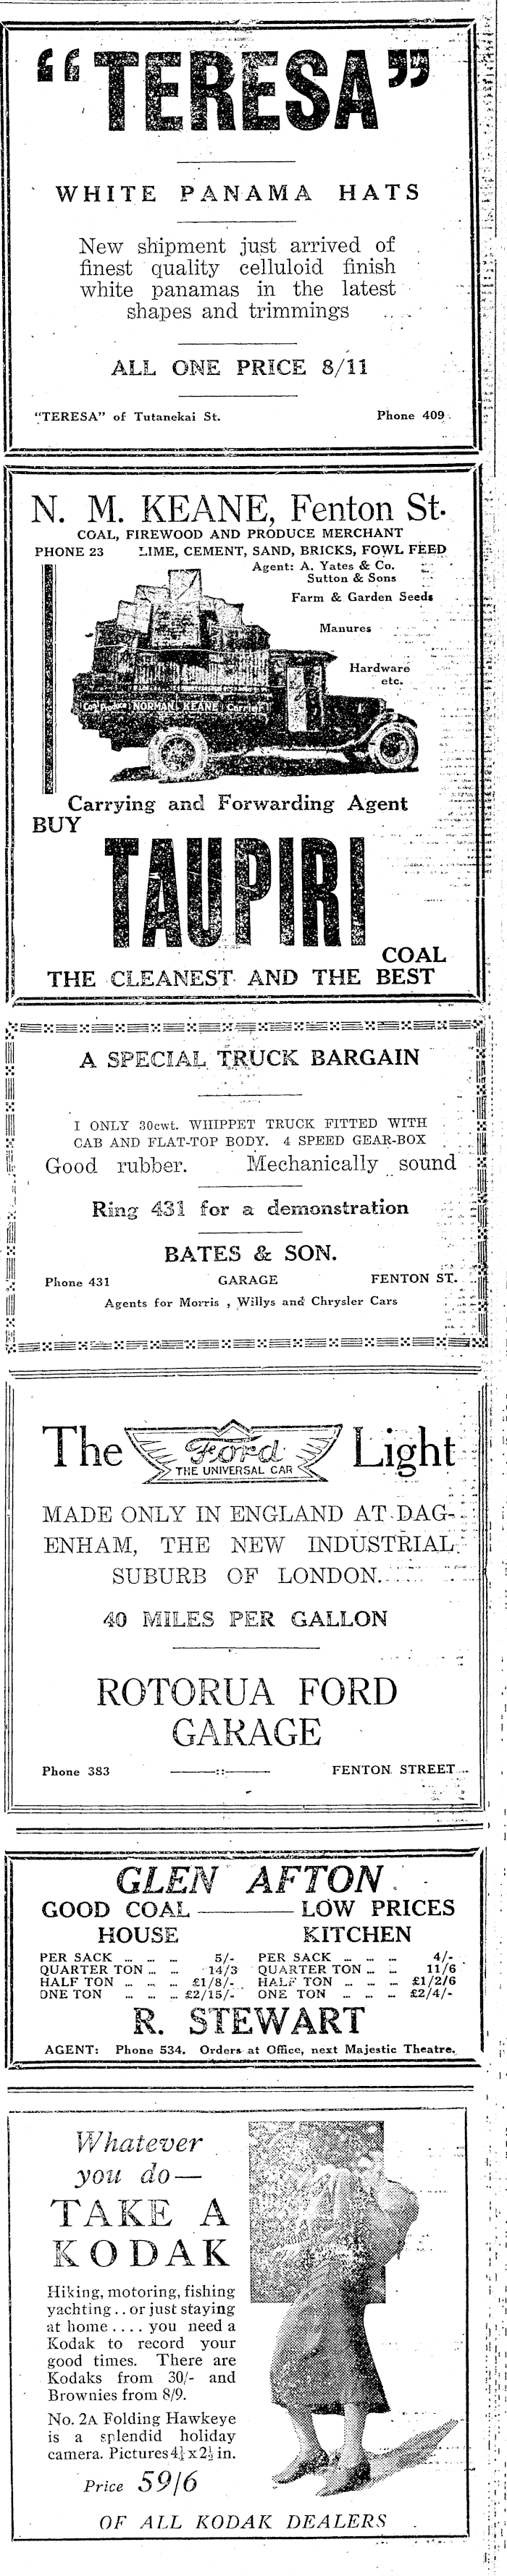 "TERESA"
WHITE PANAMA HATS
New shipment just arrived of
finest quality celluloid finish
white panamas in the latest
shapes and trimmings
ALL ONE PRICE 8/11
"TERESA" of Tutanekai St. Phone 409
N. M. KEANE, Fenton St.
COAL, FIREWOOD AND PRODUCE MERCHANT
PHONE 23 LIME, CEMENT, SAND, BRICKS, FOWL FEED
Agent: A. Yates & Co.
Sutton & Sons
Farm & Garden Seeds
Manures
Hardware
etc.
Coal Produce NORMAN KEANE Carrier
Carrying and Forwarding Agent
BUY
TAUPIRI
COAL
THE CLEANEST AND THE BEST
A SPECIAL TRUCK BARGAIN
I ONLY 30cwt. WHIPPET TRUCK FITTED WITH
CAB AND FLAT-TOP BODY. 4 SPEED GEAR-BOX
Good rubber. Mechanically sound
Ring 431 for a demonstration
BATES & SON.
Phone 431 GARAGE FENTON ST.
Agents for Morris , Willys and Chrysler Cars
The Ford Light
THE UNIVERSAL CAR
MADE ONLY IN ENGLAND AT DAG-
ENHAM, THE NEW INDUSTRIAL
SUBURB OF LONDON.
40 MILES PER GALLON
ROTORUA FORD
GARAGE
Phone 383 ——::—— FENTON STREET
GLEN AFTON
GOOD COAL —— LOW PRICES
HOUSE KITCHEN
PER SACK ... ... ... 5/- PER SACK ... ... ... 4/-
QUARTER TON ... ... 14/3 QUARTER TON ... ... 11/6
HALF TON ... ... ... £1/8/- HALF TON ... ... ... £1/2/6
ONE TON ... ... ... £2/15/- ONE TON ... ... ... £2/4/-
R. STEWART
AGENT: Phone 534. Orders at Office, next Majestic Theatre.
Whatever
you do—
TAKE A
KODAK
Hiking, motoring, fishing
yachting . . or just staying
at home . . . . you need a
Kodak to record your
good times. There are
Kodaks from 30/- and
Brownies from 8/9.
No. 2A Folding Hawkeye
is a splendid holiday
camera. Pictures 4¼ x 2½ in.
Price 59/6
OF ALL KODAK DEALERS